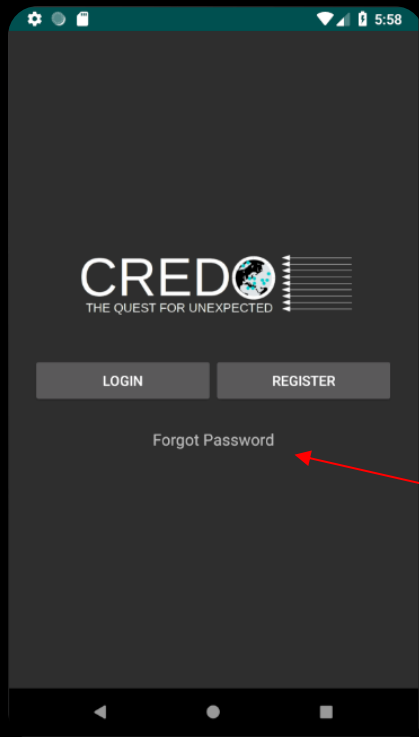 5:58
CREDO
THE QUEST FOR UNEXPECTED
LOGIN REGISTER
Forgot Password